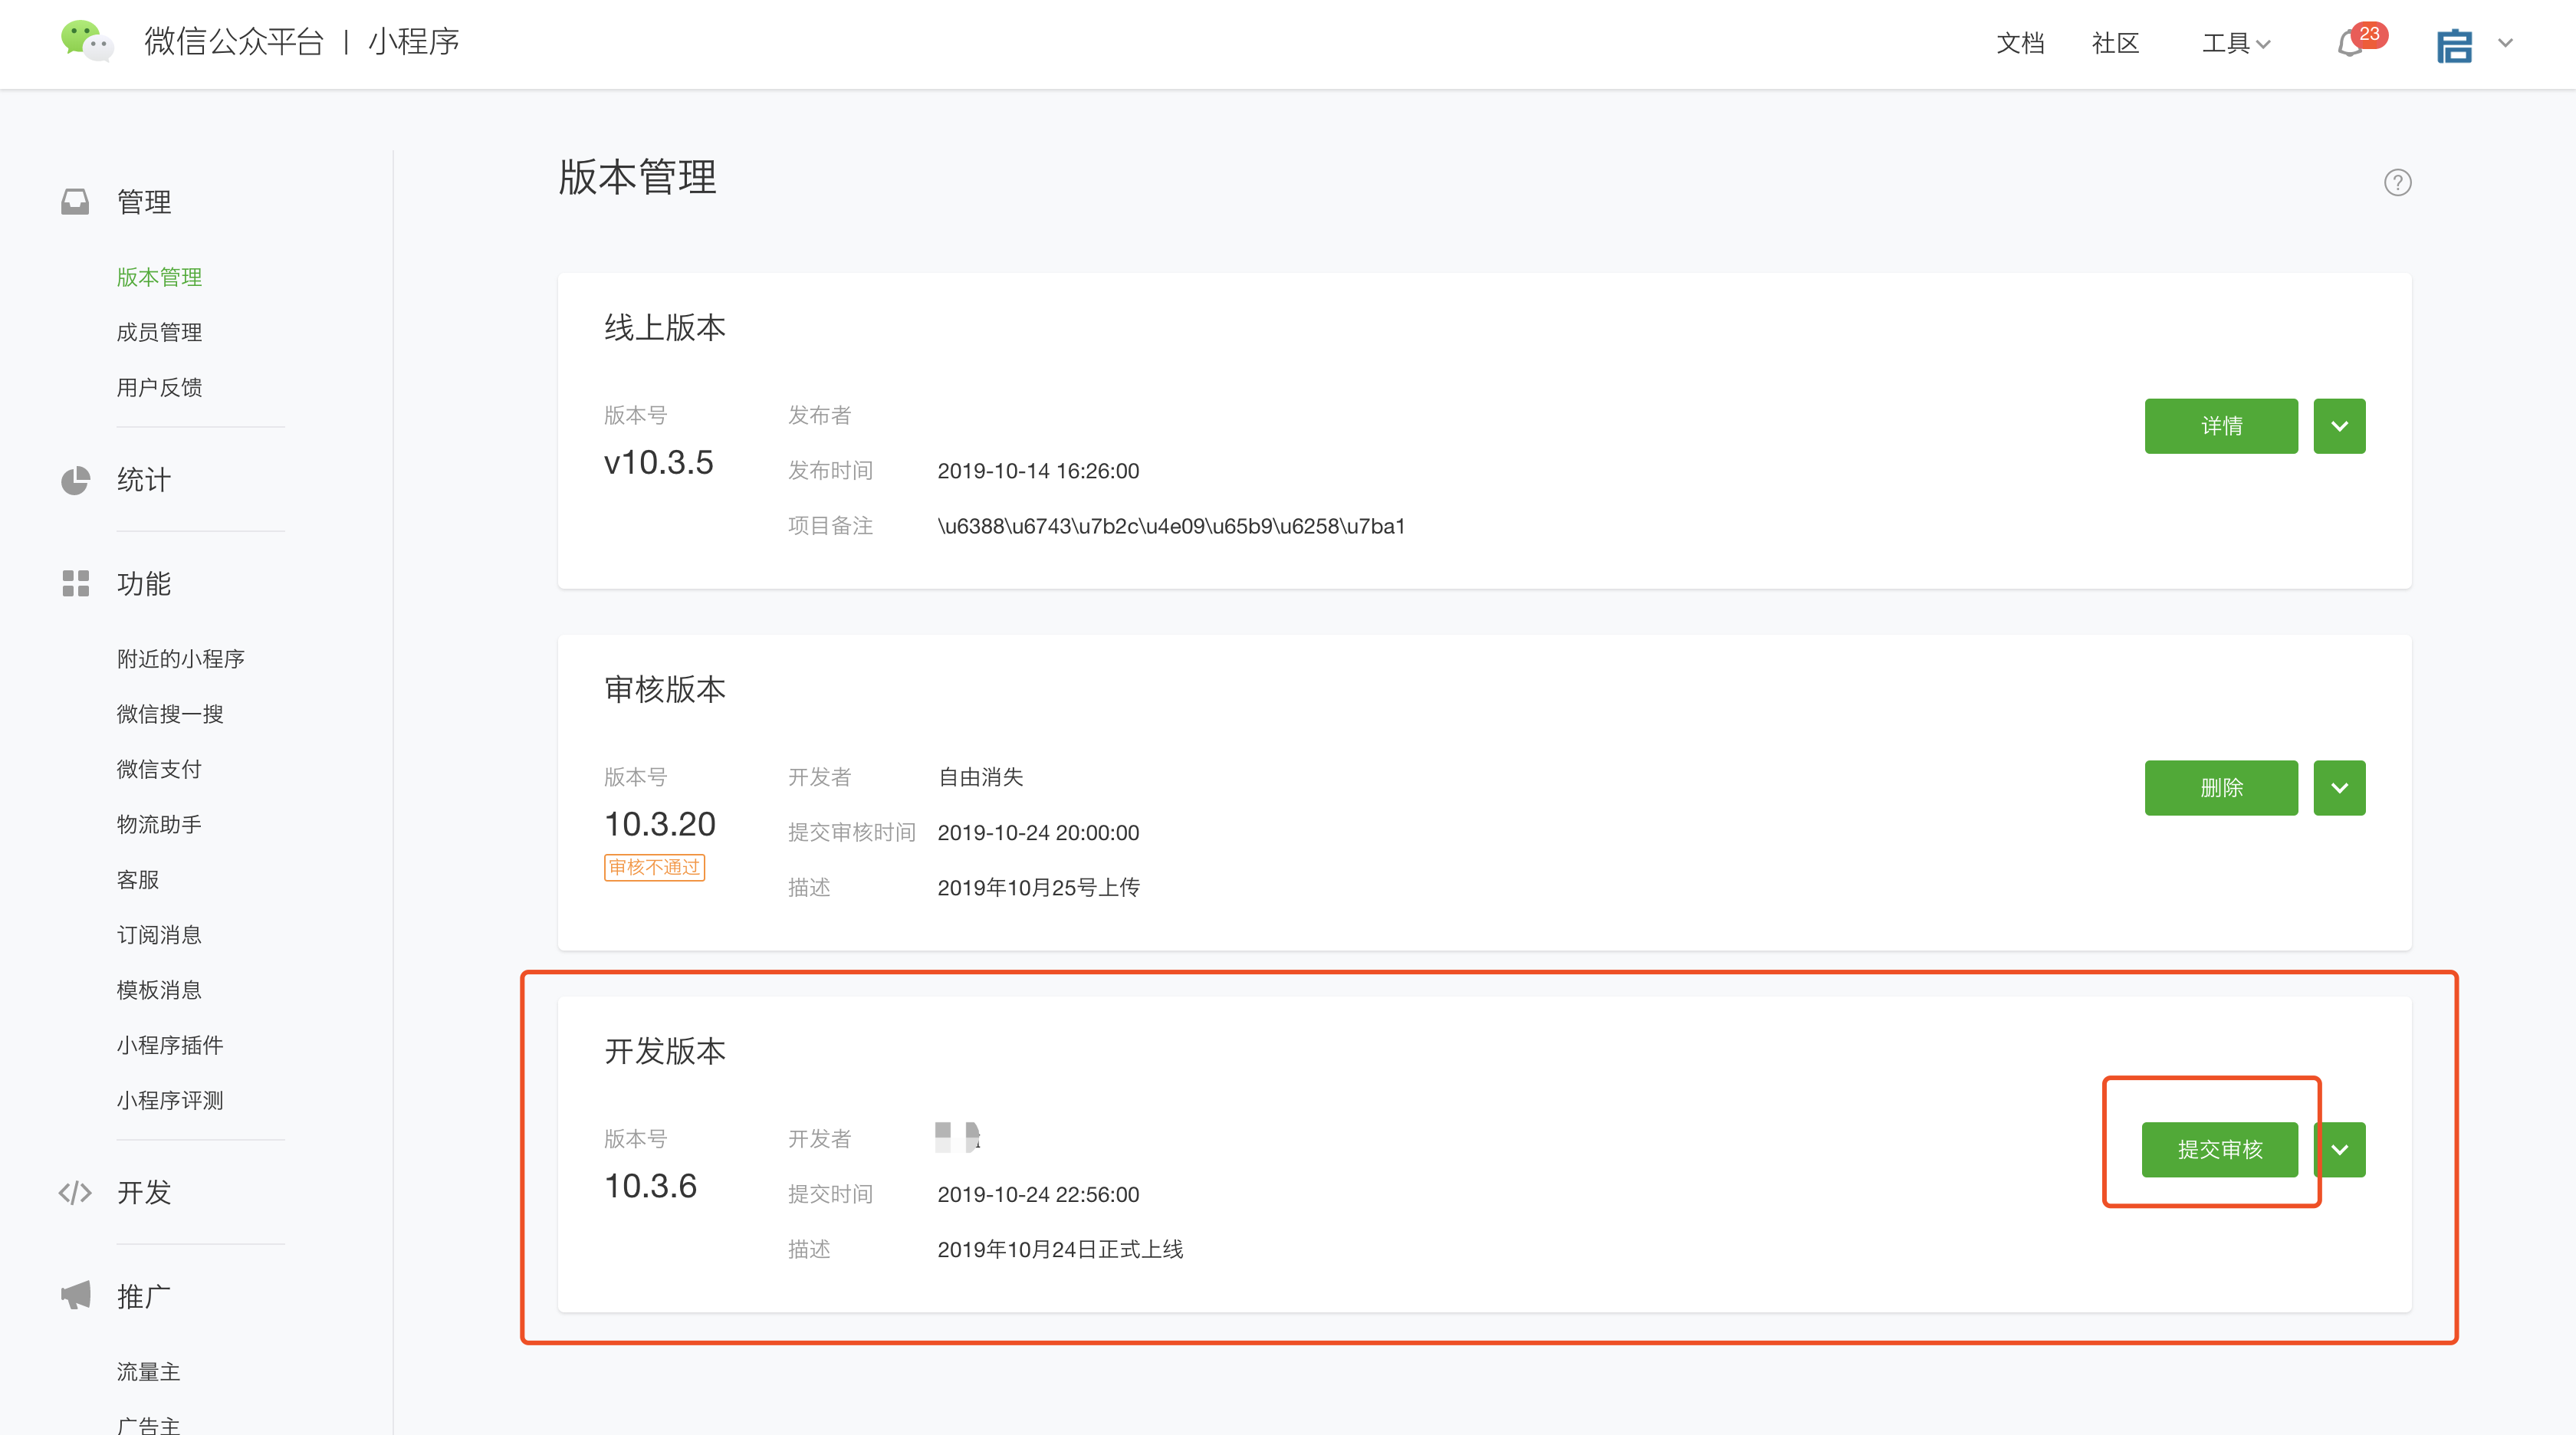 微信公众平台 | 小程序
文档
社区
工具
23
启
管理
版本管理
成员管理
用户反馈
统计
功能
附近的小程序
微信搜一搜
微信支付
物流助手
客服
订阅消息
模板消息
小程序插件
小程序评测
开发
推广
流量主
广告主
版本管理
?
线上版本
版本号
v10.3.5
发布者
发布时间 2019-10-14 16:26:00
项目备注 \u6388\u6743\u7b2c\u4e09\u65b9\u6258\u7ba1
详情
审核版本
版本号
10.3.20
审核不通过
开发者 自由消失
提交审核时间 2019-10-24 20:00:00
描述 2019年10月25号上传
删除
开发版本
版本号
10.3.6
开发者
提交时间 2019-10-24 22:56:00
描述 2019年10月24日正式上线
提交审核